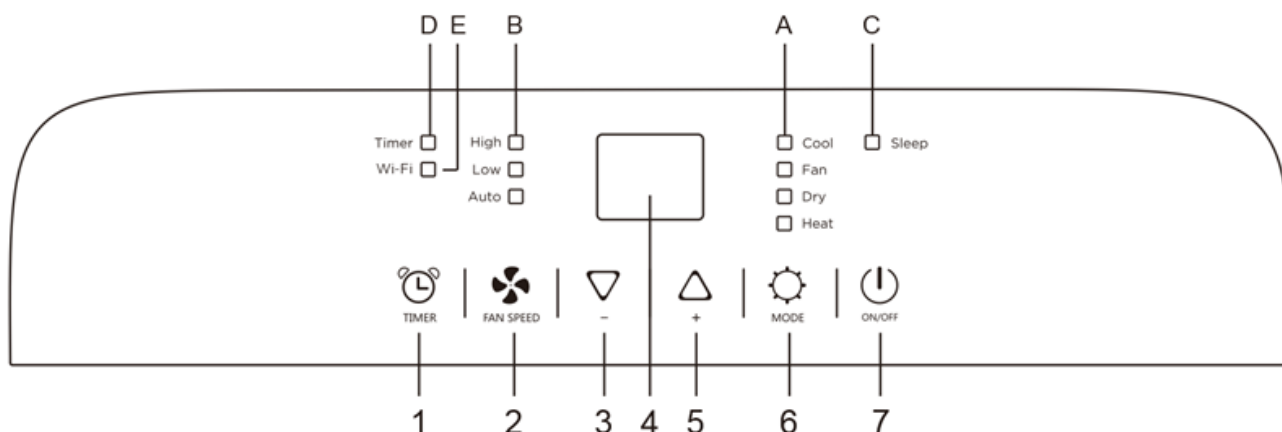 D E B A C
Timer High Cool Sleep
Wi-Fi Low Fan
Auto Dry
Heat
TIMER FAN SPEED − + MODE ON/OFF
1 2 3 4 5 6 7